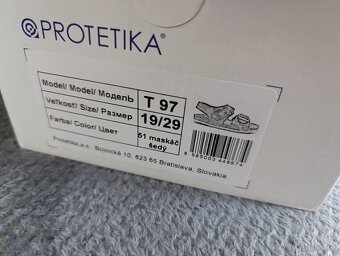 PROTETIKA®
Model/ Model/ Модель T 97
Veľkosť/ Size/ Размер 19/29
Farba/ Color/ Цвет 51 maskáč šedý
Protetika,a.s., Bojnická 10, 823 65 Bratislava, Slovakia